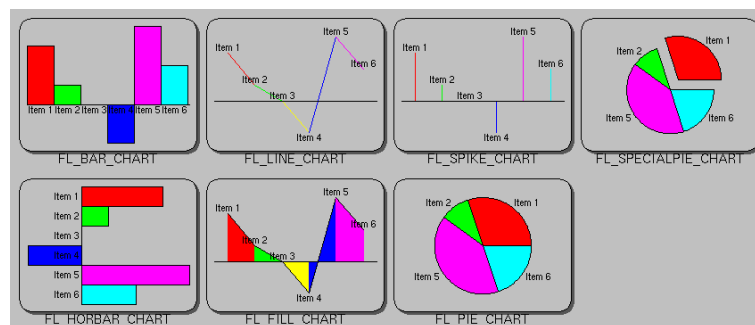 Item 1 Item 2 Item 3 Item 4 Item 5 Item 6
FL_BAR_CHART
Item 1
Item 2
Item 3
Item 4
Item 5
Item 6
FL_LINE_CHART
Item 1
Item 2
Item 3
Item 4
Item 5
Item 6
FL_SPIKE_CHART
Item 1
Item 2
Item 5
Item 6
FL_SPECIALPIE_CHART
Item 1
Item 2
Item 3
Item 4
Item 5
Item 6
FL_HORBAR_CHART
Item 1
Item 2
Item 3
Item 4
Item 5
Item 6
FL_FILL_CHART
Item 1
Item 2
Item 5
Item 6
FL_PIE_CHART